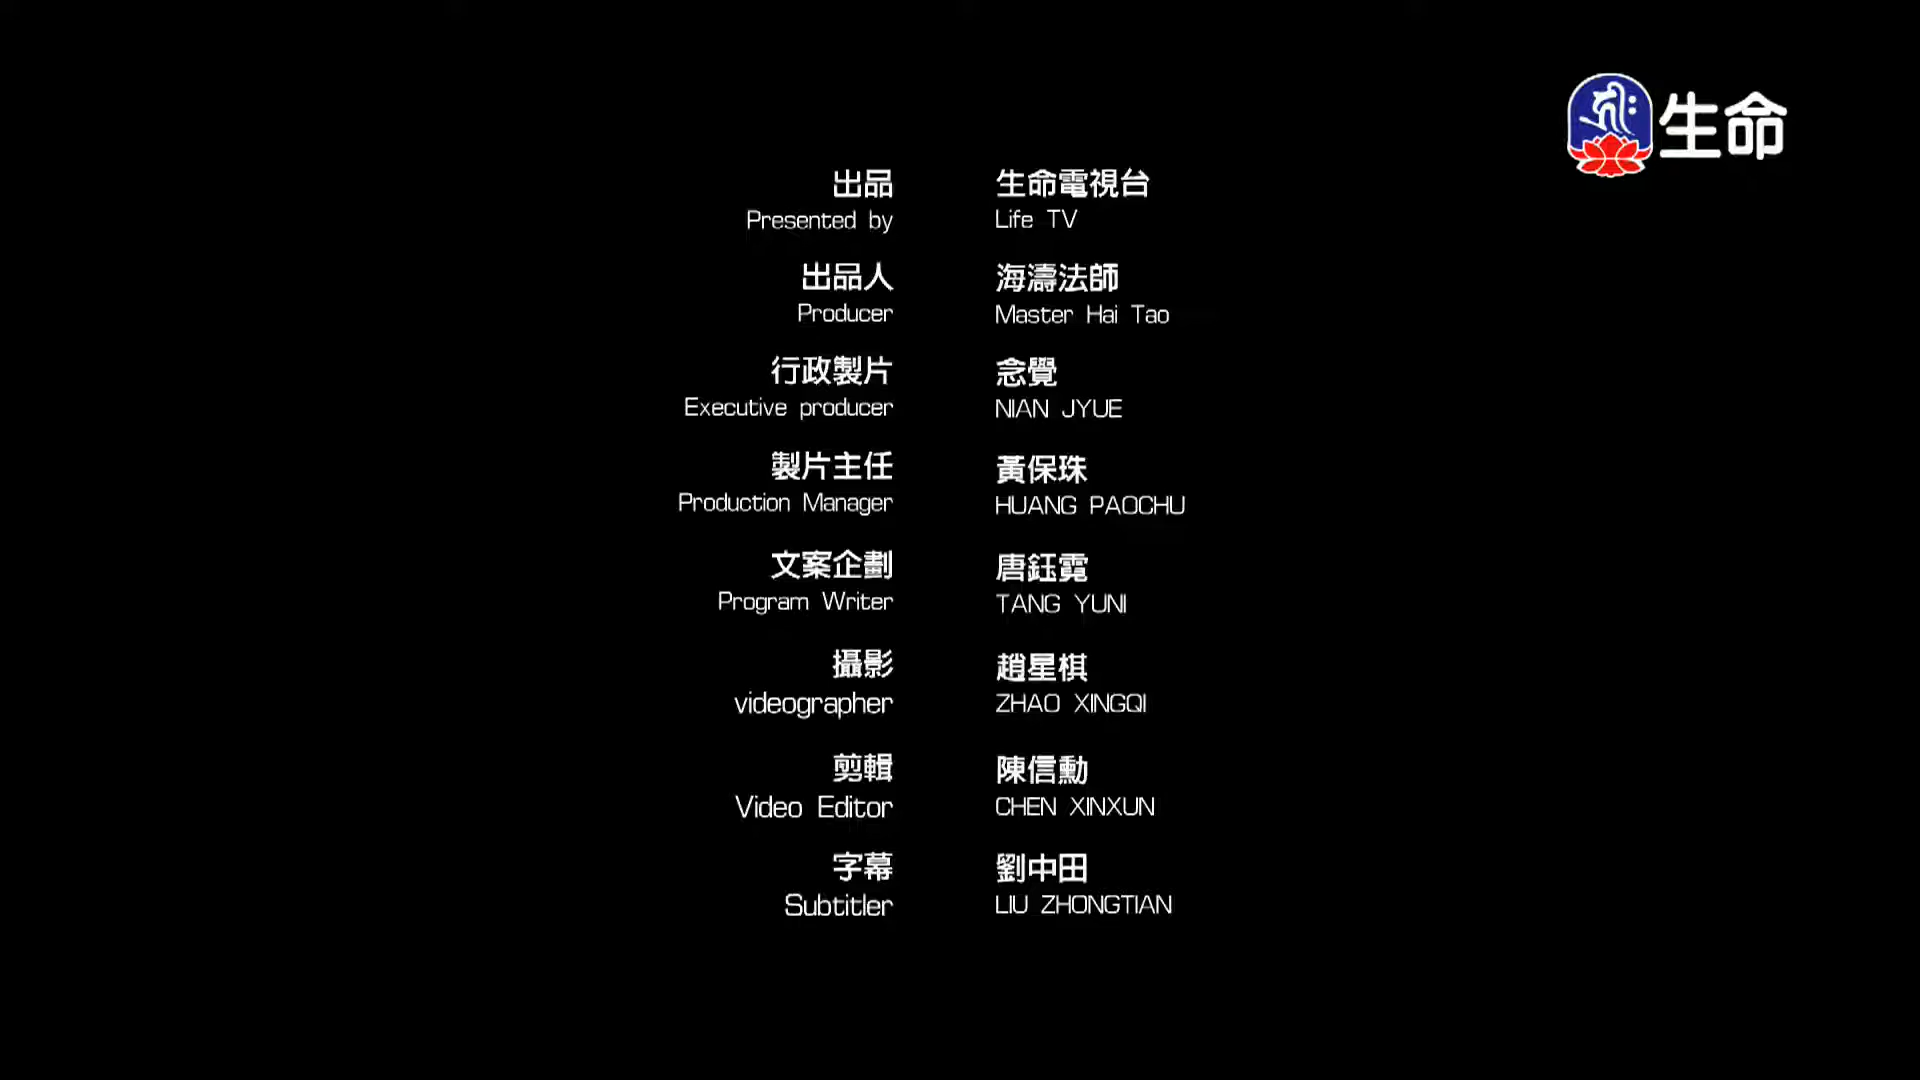 生命
出品 生命電視台
Presented by Life TV
出品人 海濤法師
Producer Master Hai Tao
行政製片 念覺
Executive producer NIAN JYUE
製片主任 黃保珠
Production Manager HUANG PAOCHU
文案企劃 唐鈺霓
Program Writer TANG YUNI
攝影 趙星棋
videographer ZHAO XINGQI
剪輯 陳信勳
Video Editor CHEN XINXUN
字幕 劉中田
Subtitler LIU ZHONGTIAN